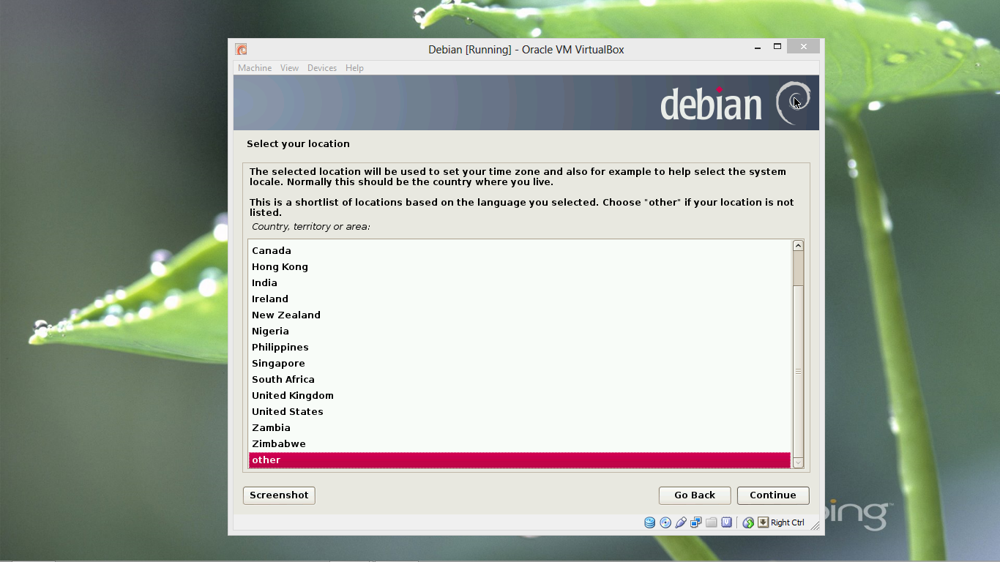 Debian [Running] - Oracle VM VirtualBox
Machine View Devices Help
debian
Select your location
The selected location will be used to set your time zone and also for example to help select the system
locale. Normally this should be the country where you live.
This is a shortlist of locations based on the language you selected. Choose "other" if your location is not
listed.
Country, territory or area:
Canada
Hong Kong
India
Ireland
New Zealand
Nigeria
Philippines
Singapore
South Africa
United Kingdom
United States
Zambia
Zimbabwe
other
Screenshot Go Back Continue
Right Ctrl